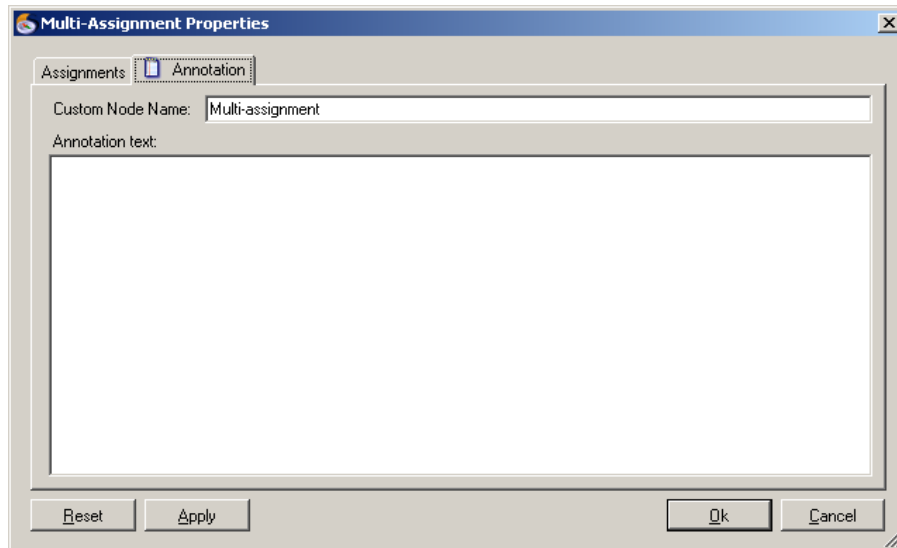 Multi-Assignment Properties
Assignments Annotation
Custom Node Name: Multi-assignment
Annotation text:
Reset Apply Ok Cancel